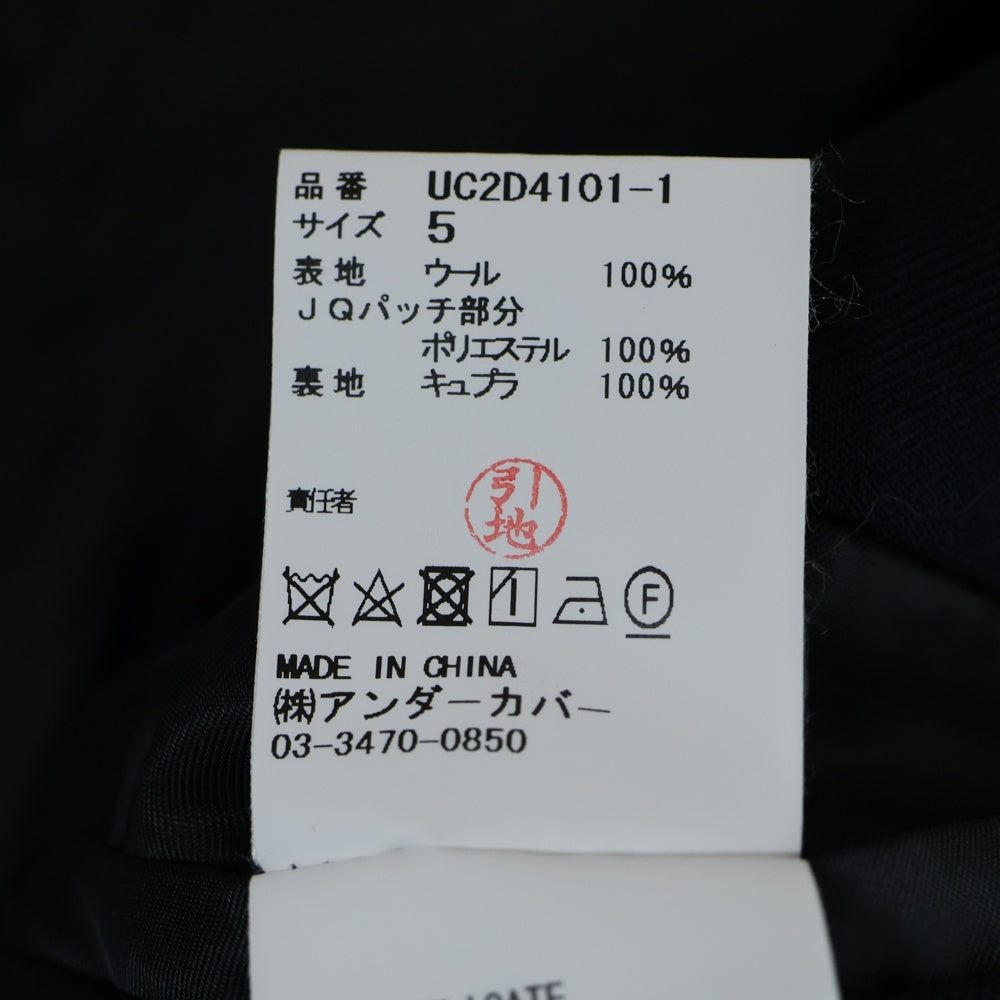 品番 UC2D4101-1
サイズ 5
表地 ウール 100%
JQパッチ部分
ポリエステル 100%
裏地 キュプラ 100%
責任者 引地
F
MADE IN CHINA
㈱アンダーカバー
03-3470-0850